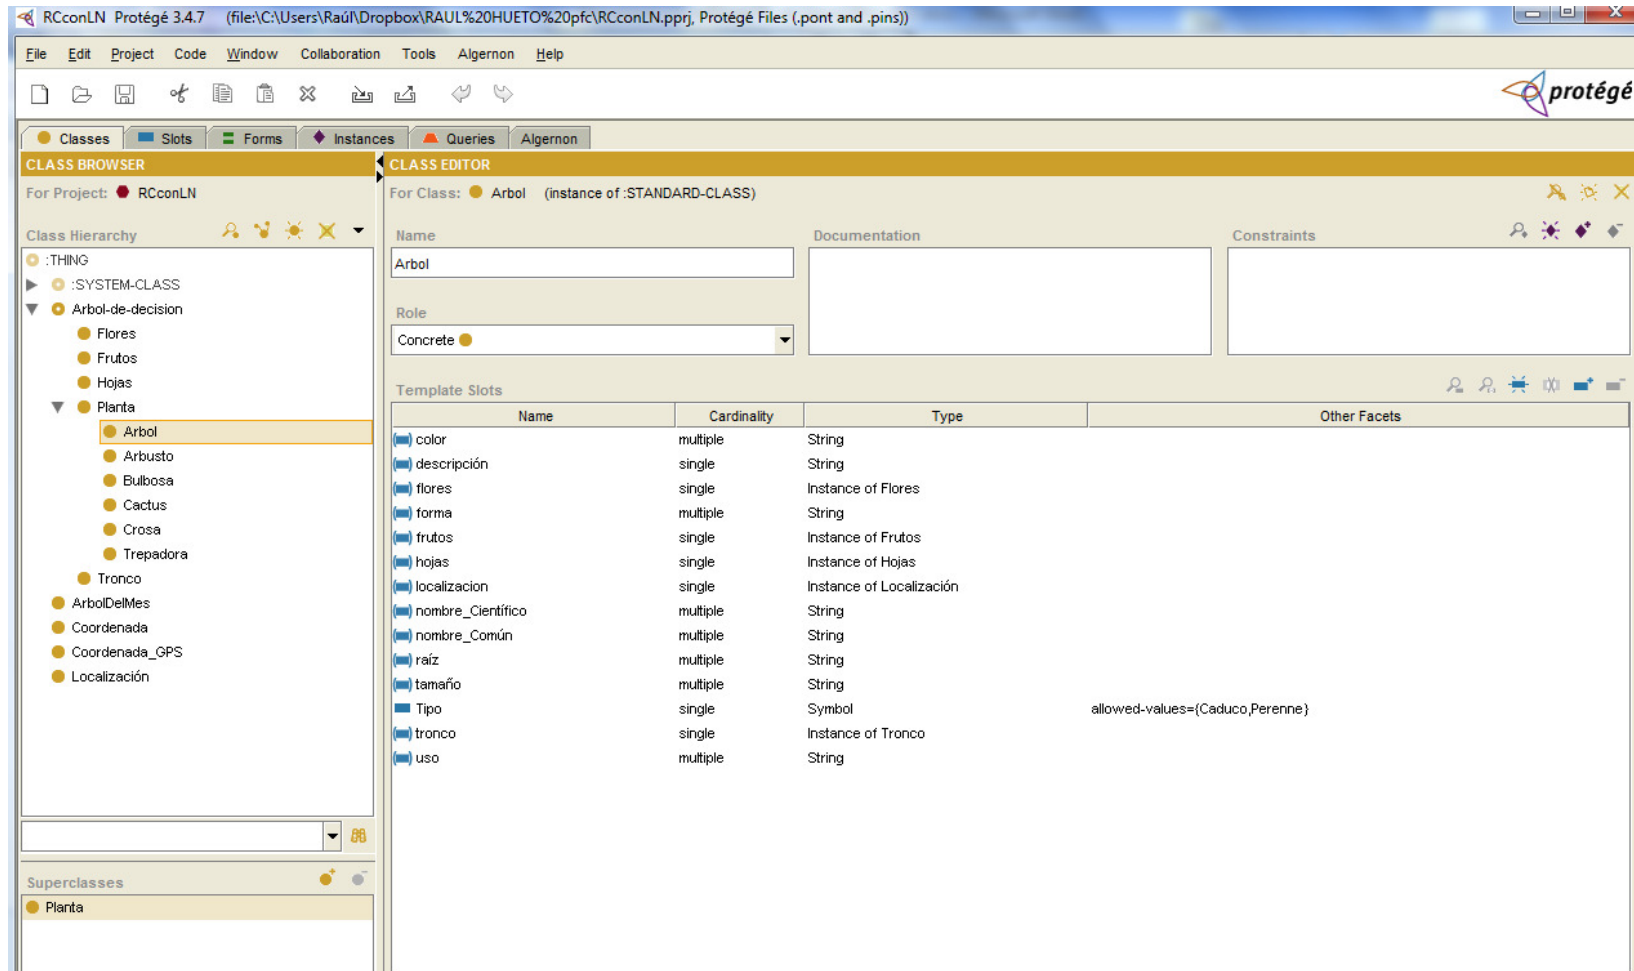 RCconLN Protégé 3.4.7 (file:\C:\Users\Raúl\Dropbox\RAUL%20HUETO%20pfc\RCconLN.pprj, Protégé Files (.pont and .pins))
File Edit Project Code Window Collaboration Tools Algernon Help
protégé
Classes Slots Forms Instances Queries Algernon
CLASS BROWSER
For Project: RCconLN
Class Hierarchy
:THING
:SYSTEM-CLASS
Arbol-de-decision
Flores
Frutos
Hojas
Planta
Arbol
Arbusto
Bulbosa
Cactus
Crosa
Trepadora
Tronco
ArbolDelMes
Coordenada
Coordenada_GPS
Localización
Superclasses
Planta
CLASS EDITOR
For Class: Arbol (instance of :STANDARD-CLASS)
Name Documentation Constraints
Arbol
Role
Concrete
Template Slots
Name Cardinality Type Other Facets
color multiple String
descripción single String
flores single Instance of Flores
forma multiple String
frutos single Instance of Frutos
hojas single Instance of Hojas
localizacion single Instance of Localización
nombre_Científico multiple String
nombre_Común multiple String
raíz multiple String
tamaño multiple String
Tipo single Symbol allowed-values={Caduco,Perenne}
tronco single Instance of Tronco
uso multiple String